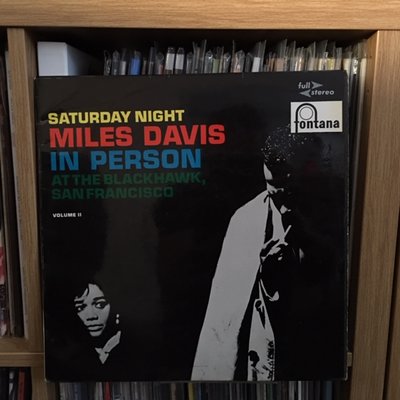 full
stereo
fontana
SATURDAY NIGHT
MILES DAVIS
IN PERSON
AT THE BLACKHAWK,
SAN FRANCISCO
VOLUME II